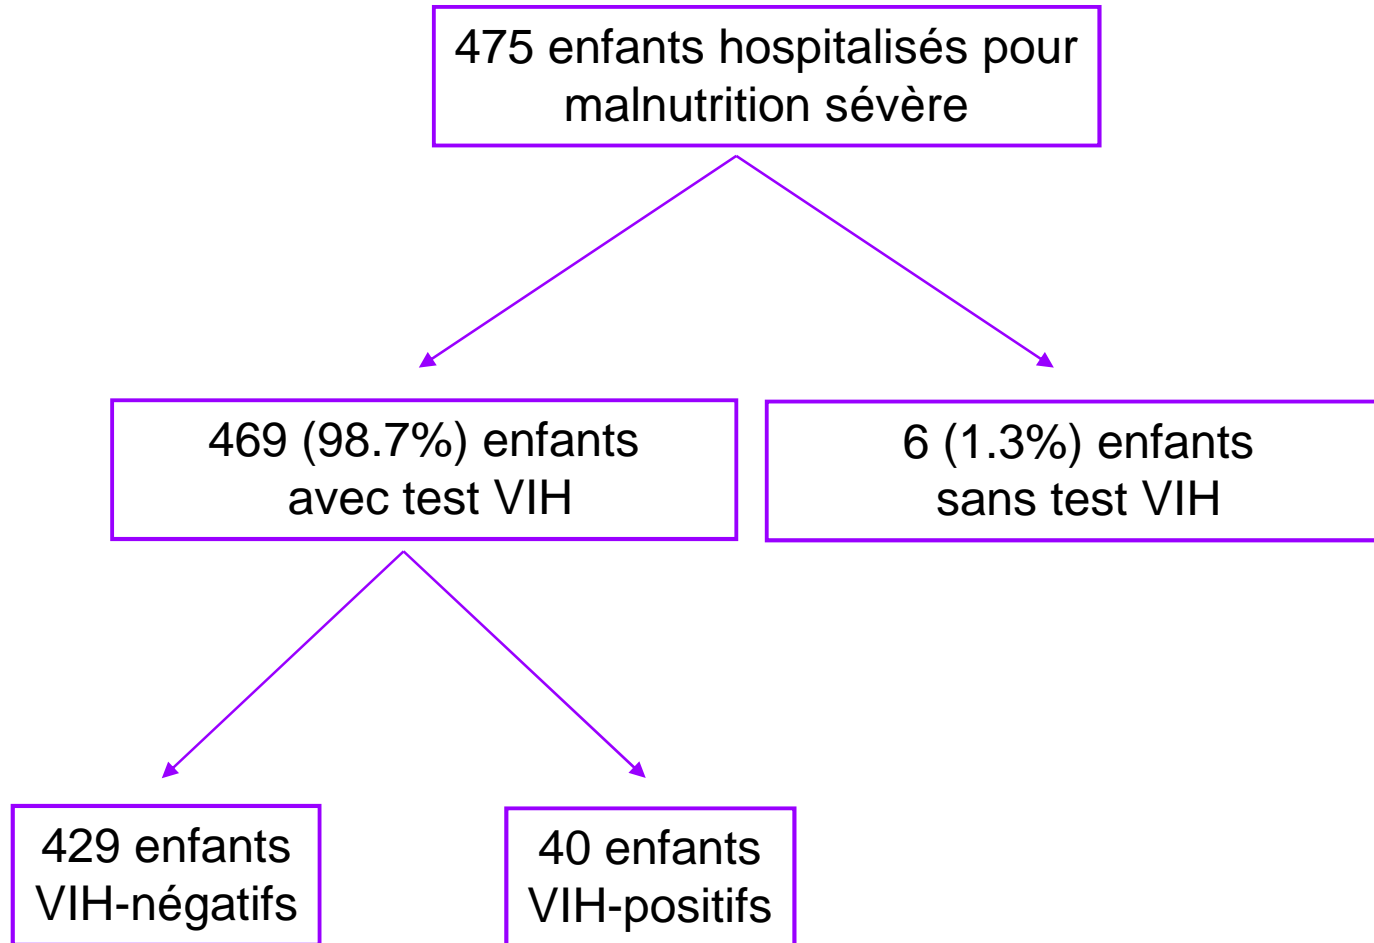 475 enfants hospitalisés pour
malnutrition sévère
469 (98.7%) enfants
avec test VIH
6 (1.3%) enfants
sans test VIH
429 enfants
VIH-négatifs
40 enfants
VIH-positifs